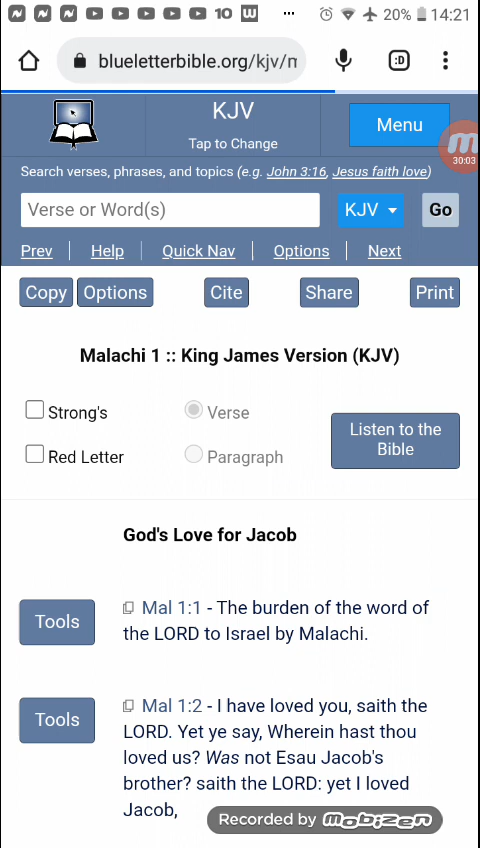 10 W ... 20% 14:21
blueletterbible.org/kjv/m :D
KJV
Tap to Change
Menu
30:03
Search verses, phrases, and topics (e.g. John 3:16, Jesus faith love)
Verse or Word(s) KJV Go
Prev Help Quick Nav Options Next
Copy Options Cite Share Print
Malachi 1 :: King James Version (KJV)
Strong's Verse
Red Letter Paragraph
Listen to the
Bible
God's Love for Jacob
Tools
Mal 1:1 - The burden of the word of
the LORD to Israel by Malachi.
Tools
Mal 1:2 - I have loved you, saith the
LORD. Yet ye say, Wherein hast thou
loved us? Was not Esau Jacob's
brother? saith the LORD: yet I loved
Jacob,
Recorded by Mobizen